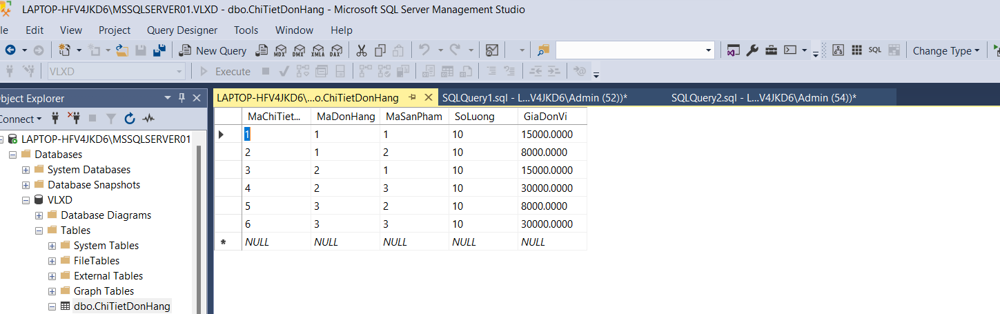 LAPTOP-HFV4JKD6\MSSQLSERVER01.VLXD - dbo.ChiTietDonHang - Microsoft SQL Server Management Studio
le Edit View Project Query Designer Tools Window Help
New Query MDX DMX XMLA DAX SQL Change Type
VLXD Execute
bject Explorer
LAPTOP-HFV4JKD6\...o.ChiTietDonHang SQLQuery1.sql - L...V4JKD6\Admin (52))* SQLQuery2.sql - L...V4JKD6\Admin (54))*
Connect
LAPTOP-HFV4JKD6\MSSQLSERVER01
Databases
System Databases
Database Snapshots
VLXD
Database Diagrams
Tables
System Tables
FileTables
External Tables
Graph Tables
dbo.ChiTietDonHang
MaChiTiet... MaDonHang MaSanPham SoLuong GiaDonVi
1 1 1 10 15000.0000
2 1 2 10 8000.0000
3 2 1 10 15000.0000
4 2 3 10 30000.0000
5 3 2 10 8000.0000
6 3 3 10 30000.0000
NULL NULL NULL NULL NULL